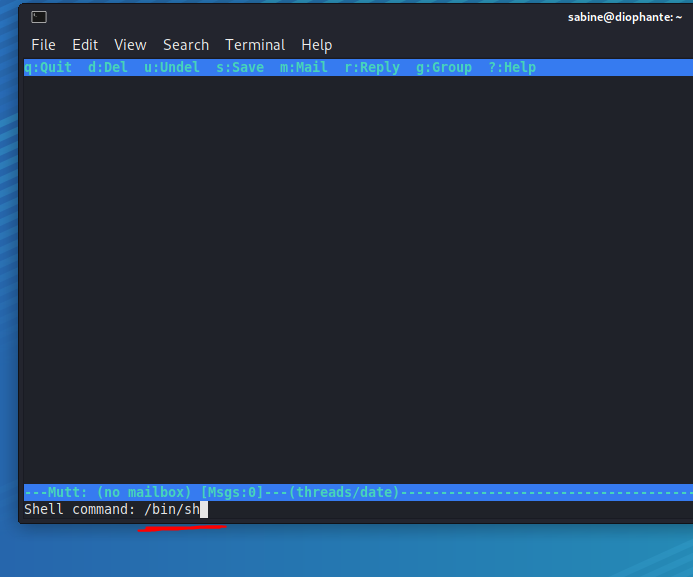 sabine@diophante: ~
File Edit View Search Terminal Help
q:Quit d:Del u:Undel s:Save m:Mail r:Reply g:Group ?:Help
---Mutt: (no mailbox) [Msgs:0]---(threads/date)-------------------------------------
Shell command: /bin/sh